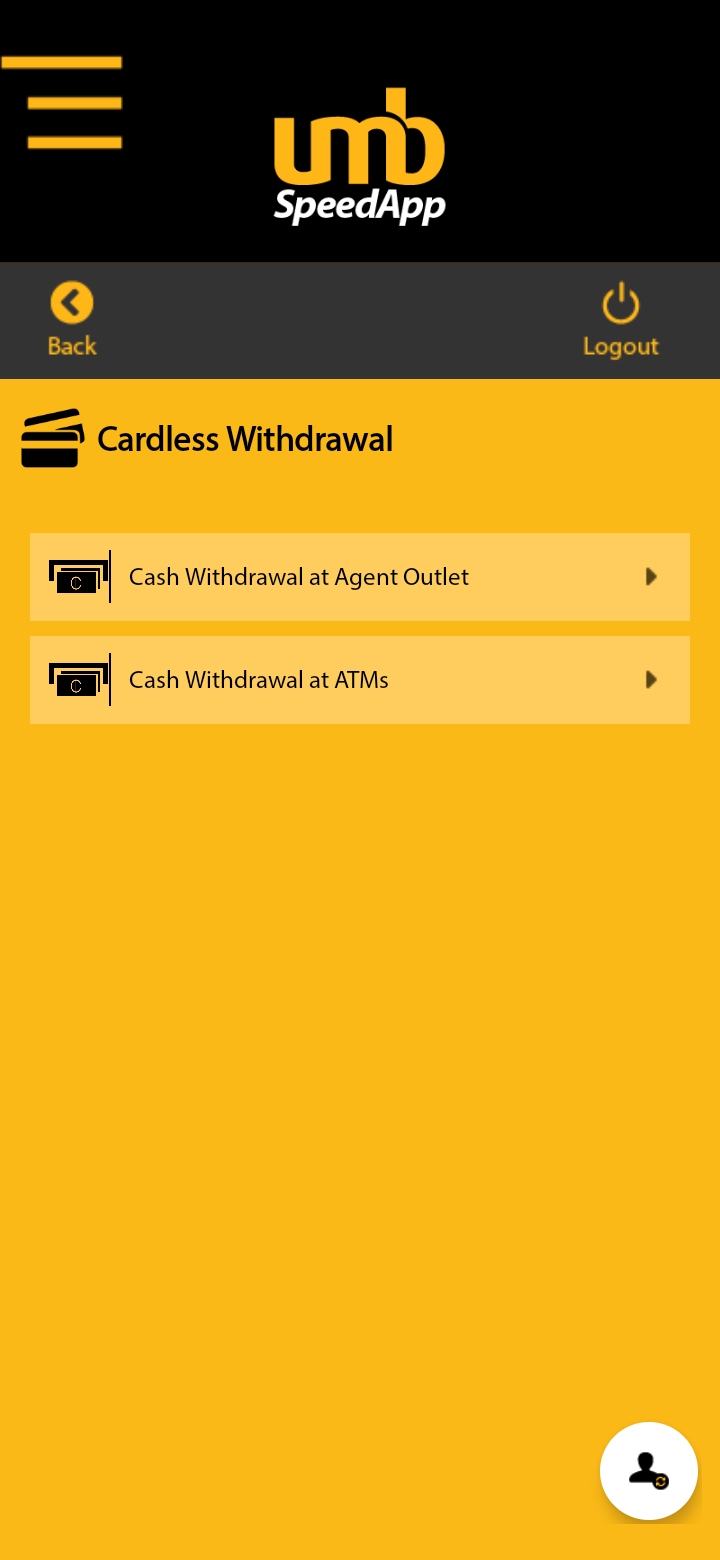 umb
SpeedApp
Back
Logout
Cardless Withdrawal
C
Cash Withdrawal at Agent Outlet
C
Cash Withdrawal at ATMs